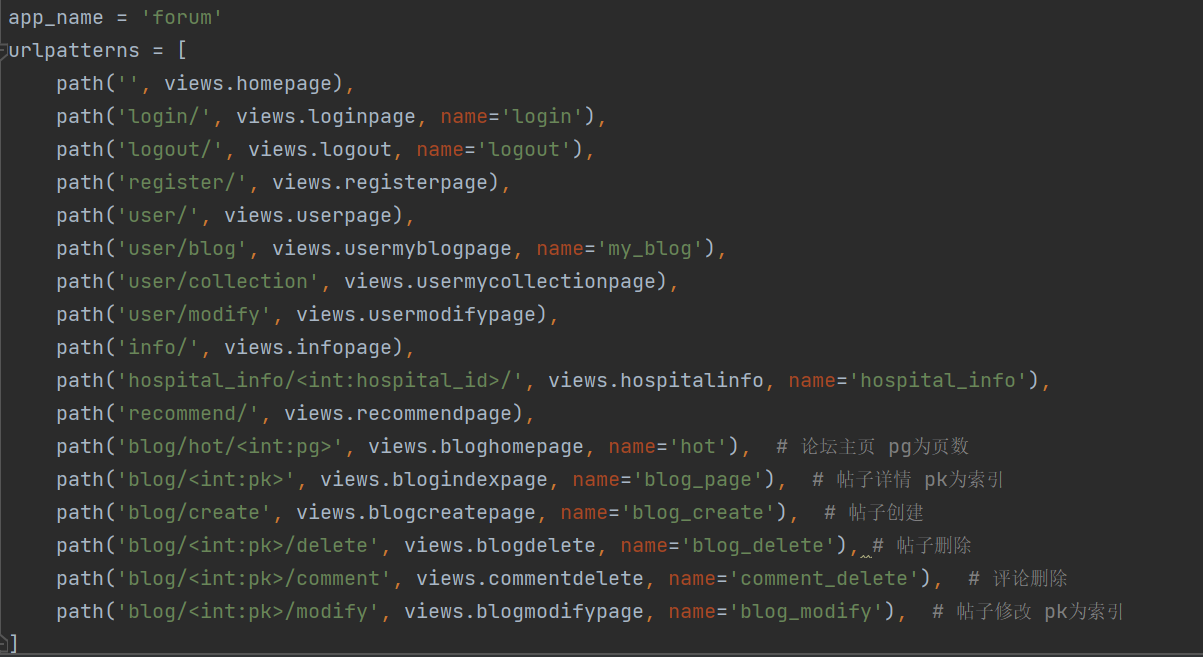 app_name = 'forum'
urlpatterns = [
    path('', views.homepage),
    path('login/', views.loginpage, name='login'),
    path('logout/', views.logout, name='logout'),
    path('register/', views.registerpage),
    path('user/', views.userpage),
    path('user/blog', views.usermyblogpage, name='my_blog'),
    path('user/collection', views.usermycollectionpage),
    path('user/modify', views.usermodifypage),
    path('info/', views.infopage),
    path('hospital_info/<int:hospital_id>/', views.hospitalinfo, name='hospital_info'),
    path('recommend/', views.recommendpage),
    path('blog/hot/<int:pg>', views.bloghomepage, name='hot'),  # 论坛主页 pg为页数
    path('blog/<int:pk>', views.blogindexpage, name='blog_page'),  # 帖子详情 pk为索引
    path('blog/create', views.blogcreatepage, name='blog_create'),  # 帖子创建
    path('blog/<int:pk>/delete', views.blogdelete, name='blog_delete'), # 帖子删除
    path('blog/<int:pk>/comment', views.commentdelete, name='comment_delete'),  # 评论删除
    path('blog/<int:pk>/modify', views.blogmodifypage, name='blog_modify'),  # 帖子修改 pk为索引
]